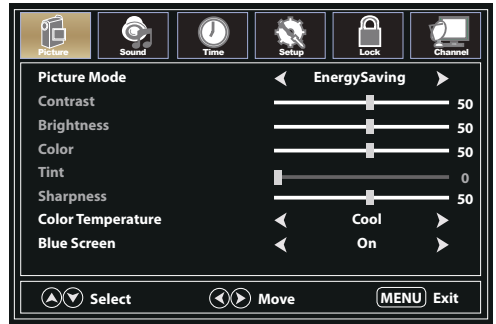 Picture Sound Time Setup Lock Channel
Picture Mode EnergySaving
Contrast 50
Brightness 50
Color 50
Tint 0
Sharpness 50
Color Temperature Cool
Blue Screen On
Select Move MENU Exit